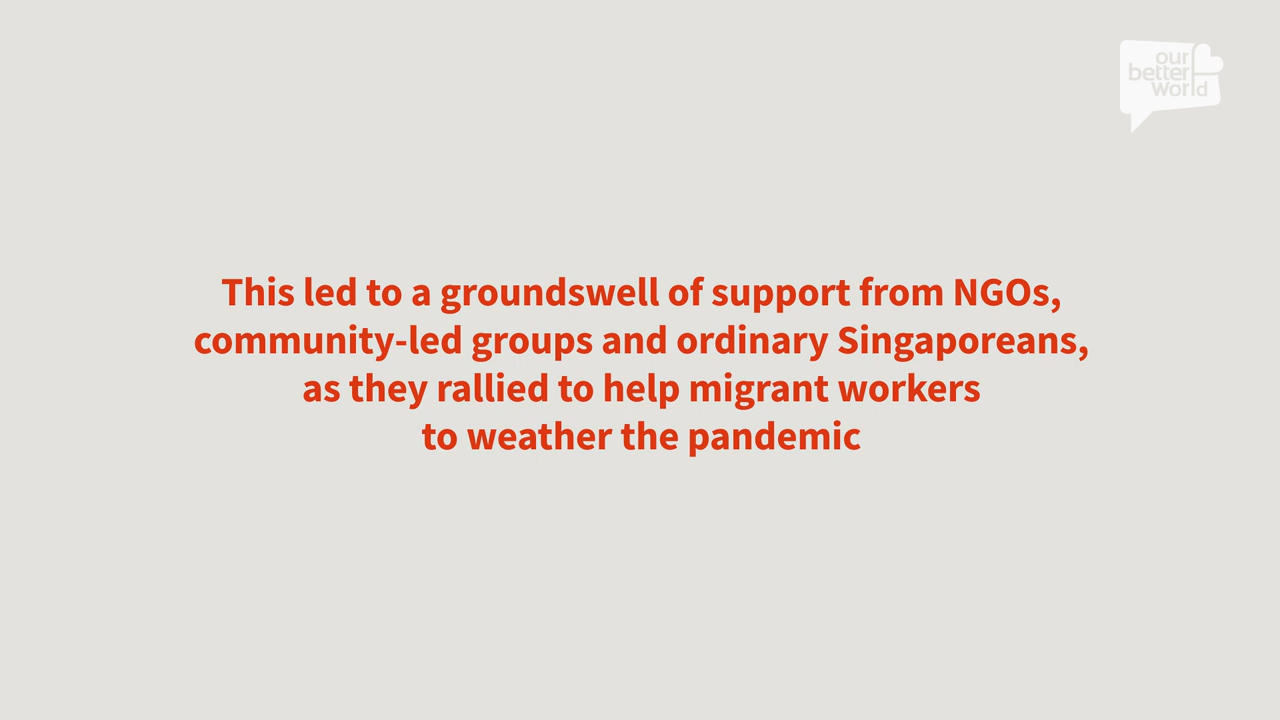 our
better
world
This led to a groundswell of support from NGOs,
community-led groups and ordinary Singaporeans,
as they rallied to help migrant workers
to weather the pandemic